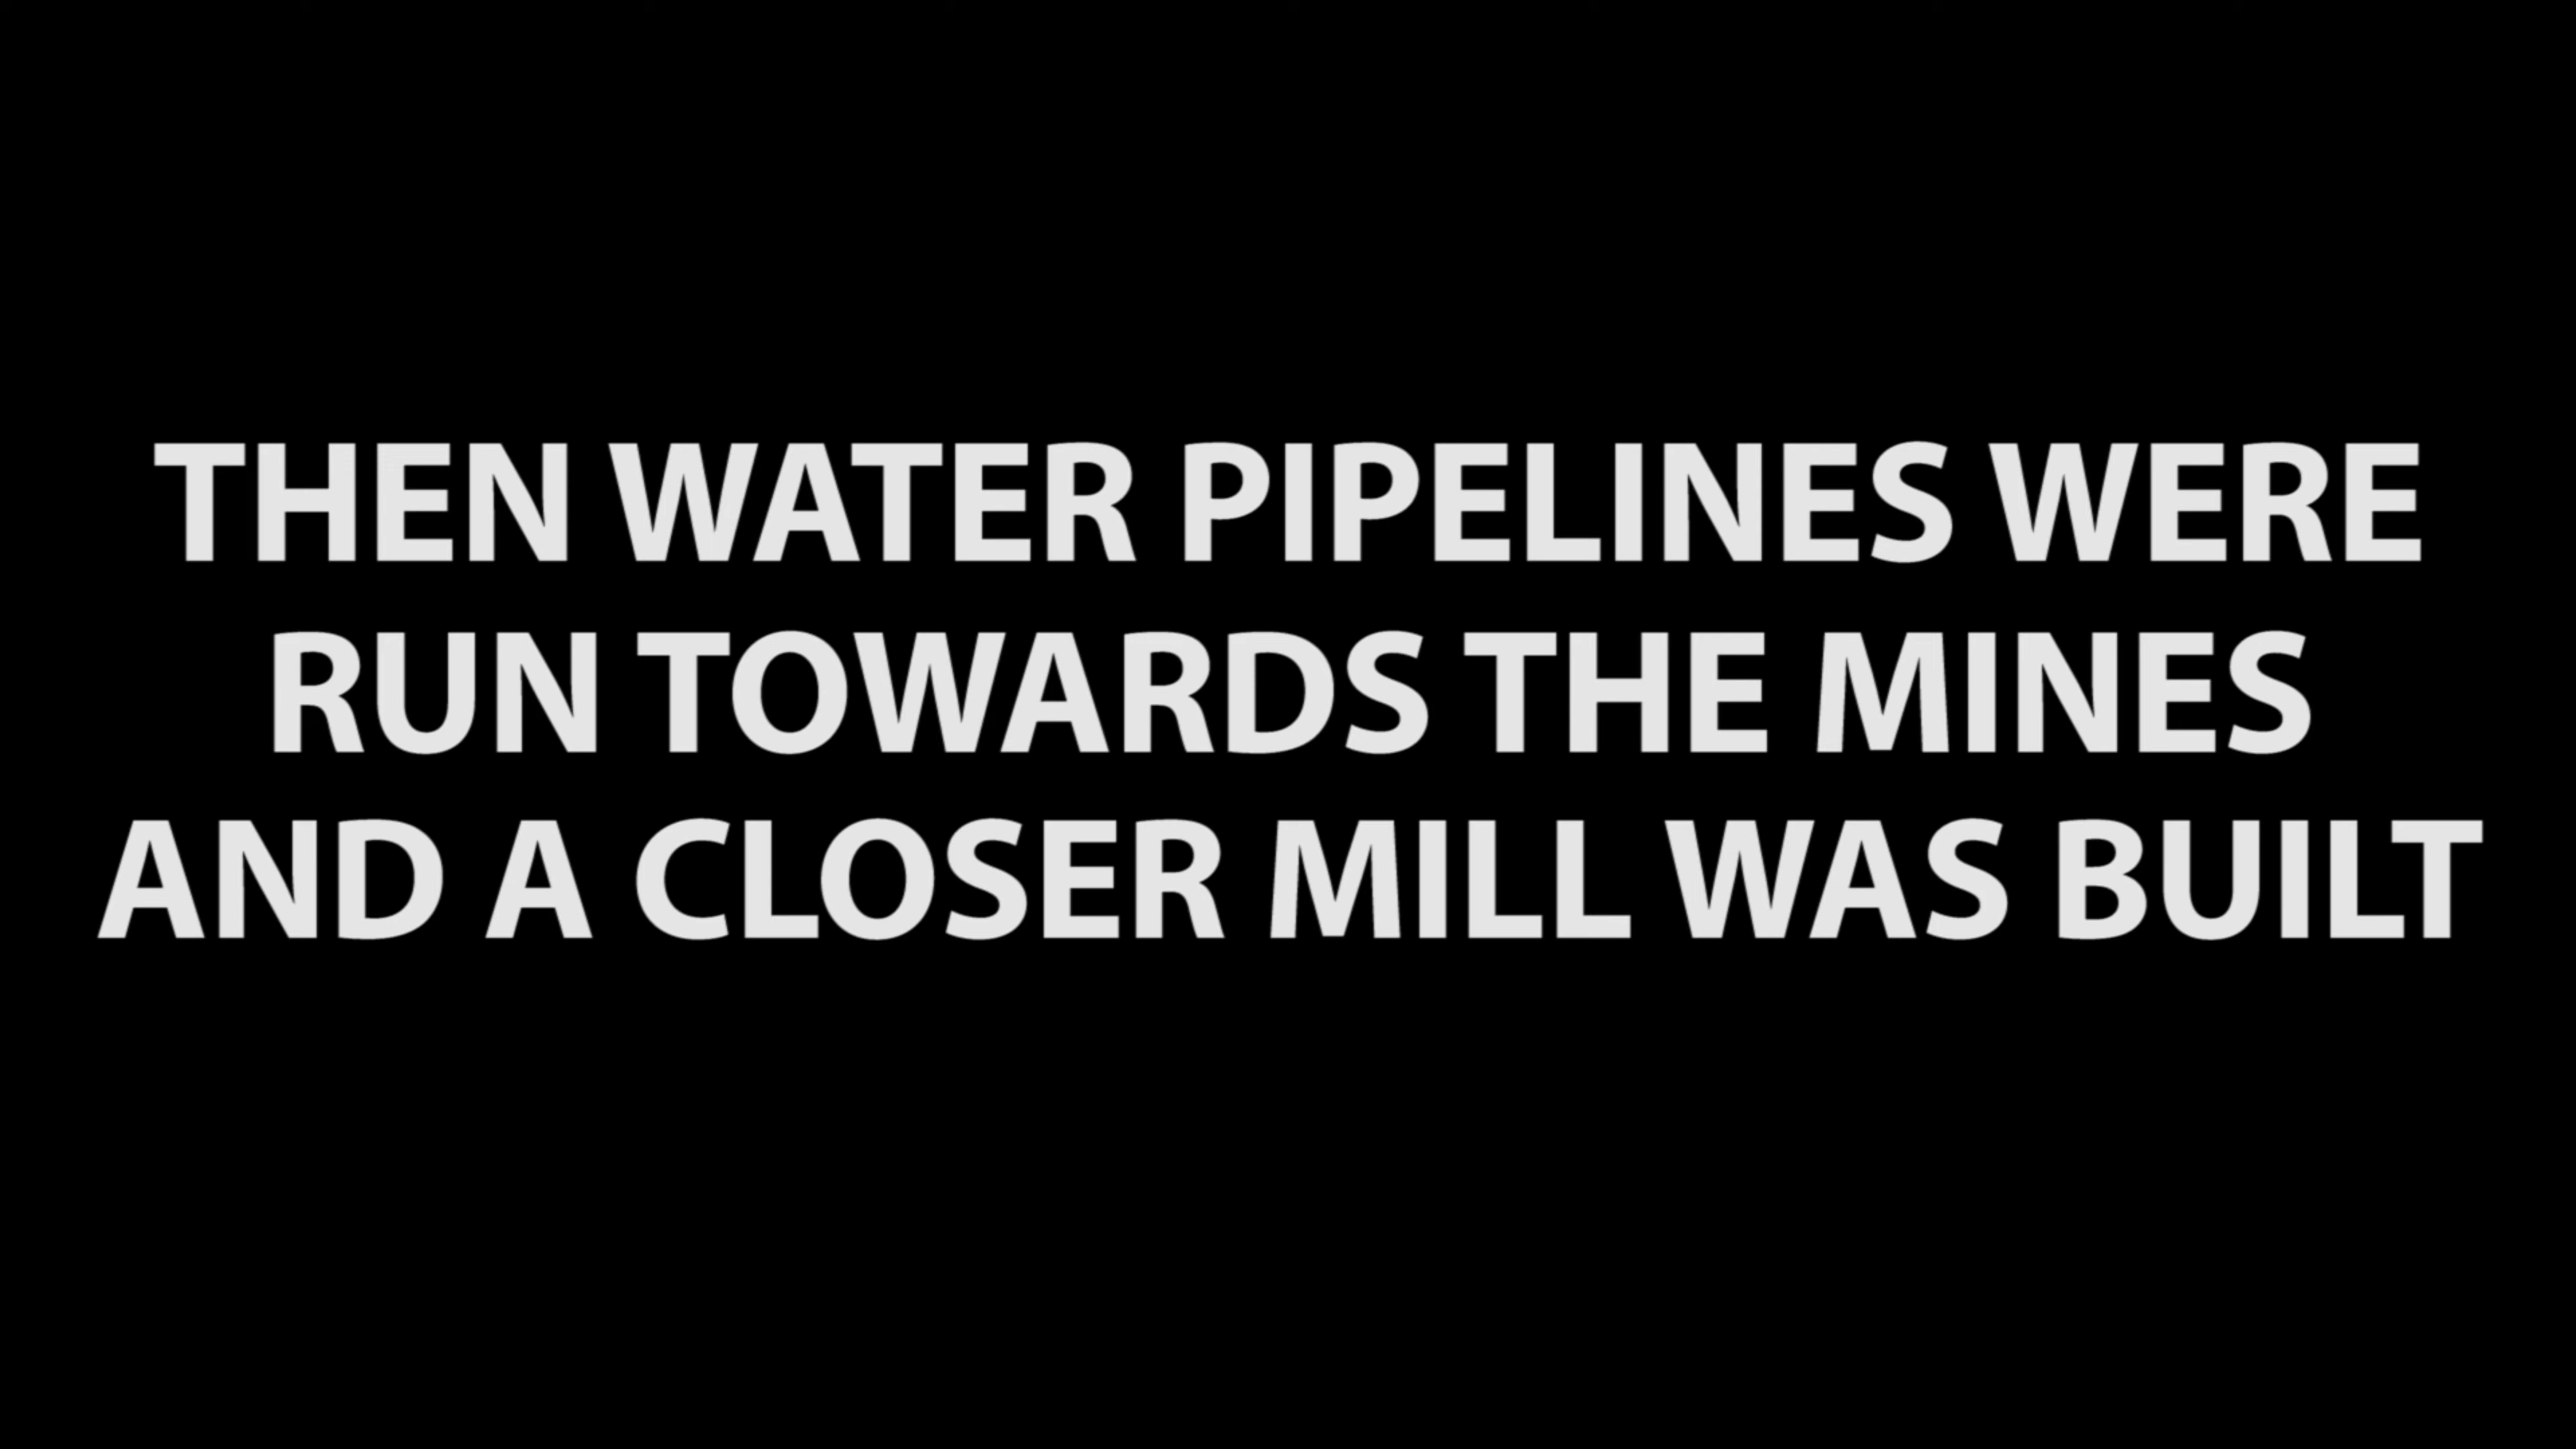 THEN WATER PIPELINES WERE
RUN TOWARDS THE MINES
AND A CLOSER MILL WAS BUILT